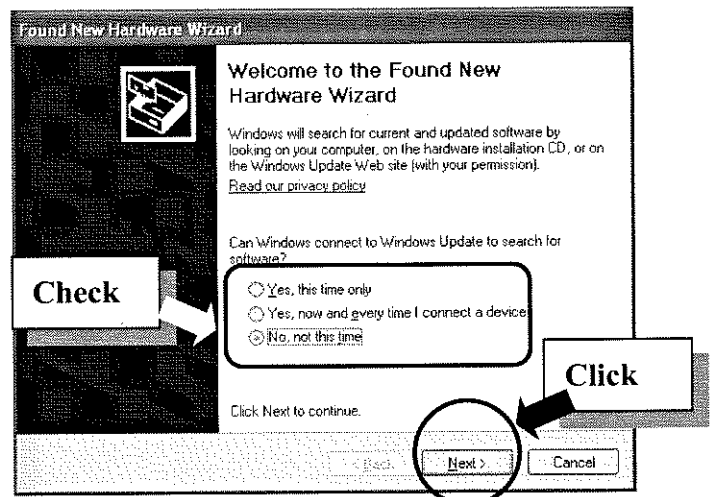 Found New Hardware Wizard
Welcome to the Found New
Hardware Wizard
Windows will search for current and updated software by
looking on your computer, on the hardware installation CD, or on
the Windows Update Web site (with your permission).
Read our privacy policy
Can Windows connect to Windows Update to search for
software?
Yes, this time only
Yes, now and every time I connect a device
No, not this time
Check
Click
Click Next to continue.
< Back
Next >
Cancel